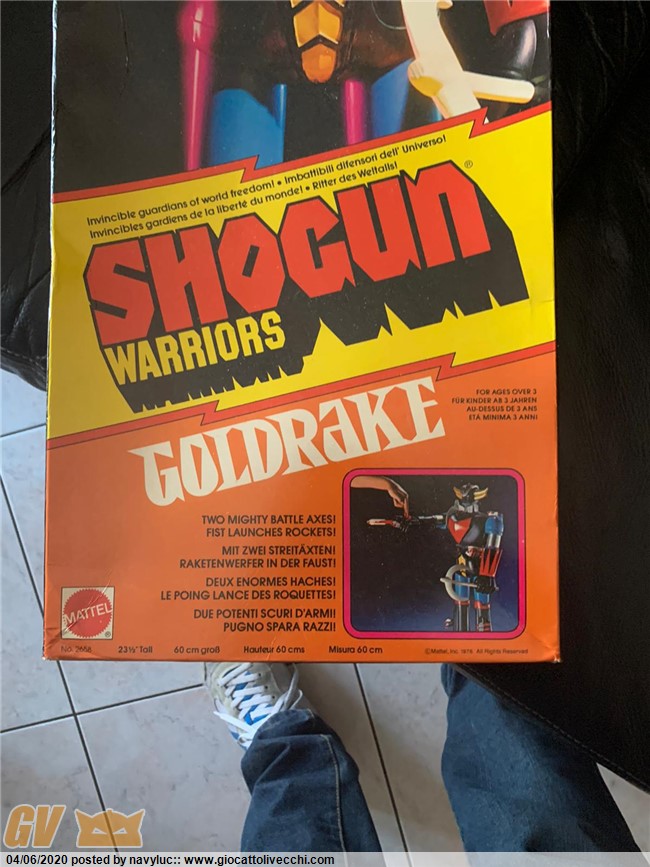 Invincible guardians of world freedom! • Imbattibili difensori dell' Universo!
Invincibles gardiens de la liberté du monde! • Ritter des Weltalls!
SHOGUN ®
WARRIORS
GOLDRAKE
FOR AGES OVER 3
FÜR KINDER AB 3 JAHREN
AU-DESSUS DE 3 ANS
ETÀ MINIMA 3 ANNI
TWO MIGHTY BATTLE AXES!
FIST LAUNCHES ROCKETS!
MIT ZWEI STREITÄXTEN!
RAKETENWERFER IN DER FAUST!
DEUX ENORMES HACHES!
LE POING LANCE DES ROQUETTES!
DUE POTENTI SCURI D'ARMI!
PUGNO SPARA RAZZI!
MATTEL ®
No. 23½" Tall 60 cm groß Hauteur 60 cms Misura 60 cm ©Mattel, Inc. All Rights Reserved
GV
04/06/2020 posted by navyluc:: www.giocattolivecchi.com